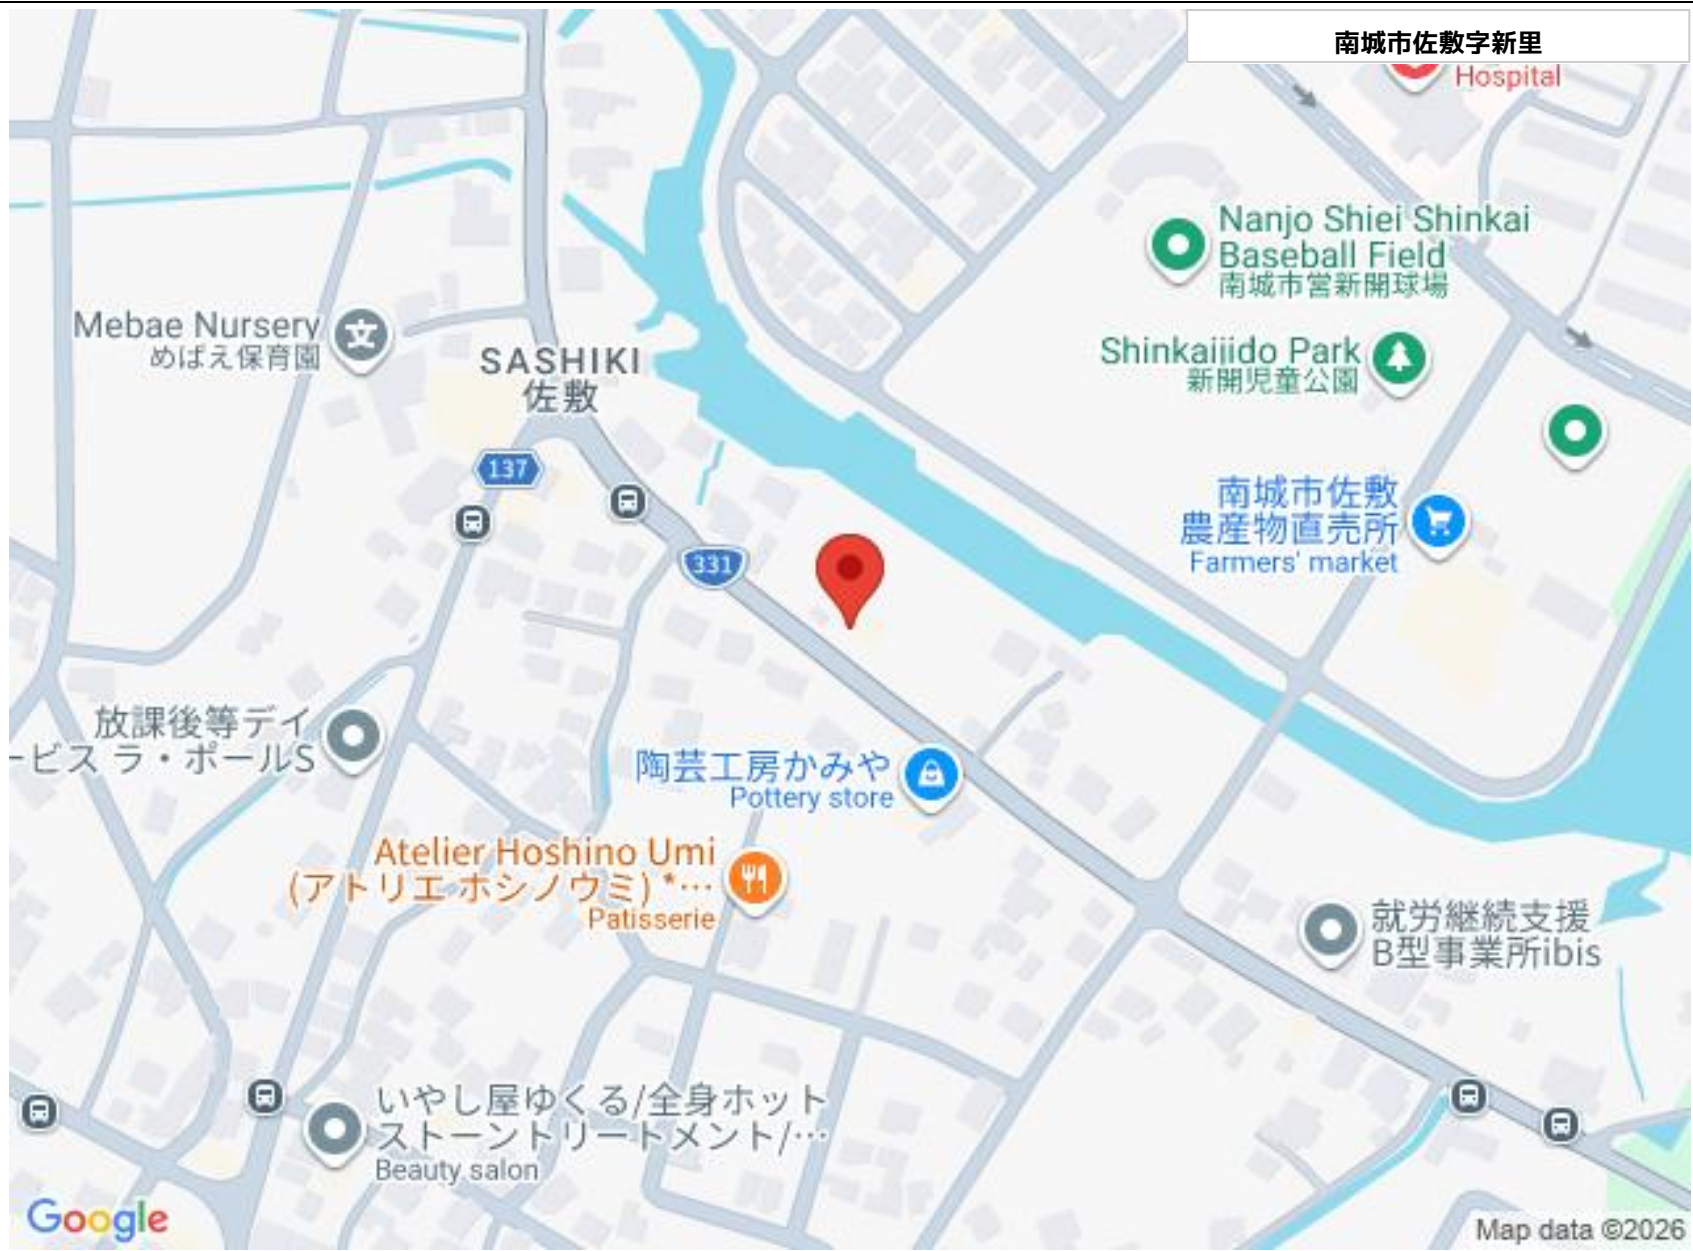 南城市佐敷字新里
Hospital
Nanjo Shiei Shinkai
Baseball Field
南城市営新開球場
Mebae Nursery
めばえ保育園
SASHIKI
佐敷
Shinkaijido Park
新開児童公園
137
南城市佐敷
農産物直売所
Farmers' market
331
放課後等デイ
ービス ラ・ポールS
陶芸工房かみや
Pottery store
Atelier Hoshino Umi
(アトリエ ホシノウミ) *…
Patisserie
就労継続支援
B型事業所ibis
いやし屋ゆくる/全身ホット
ストーントリートメント/…
Beauty salon
Google
Map data ©2026